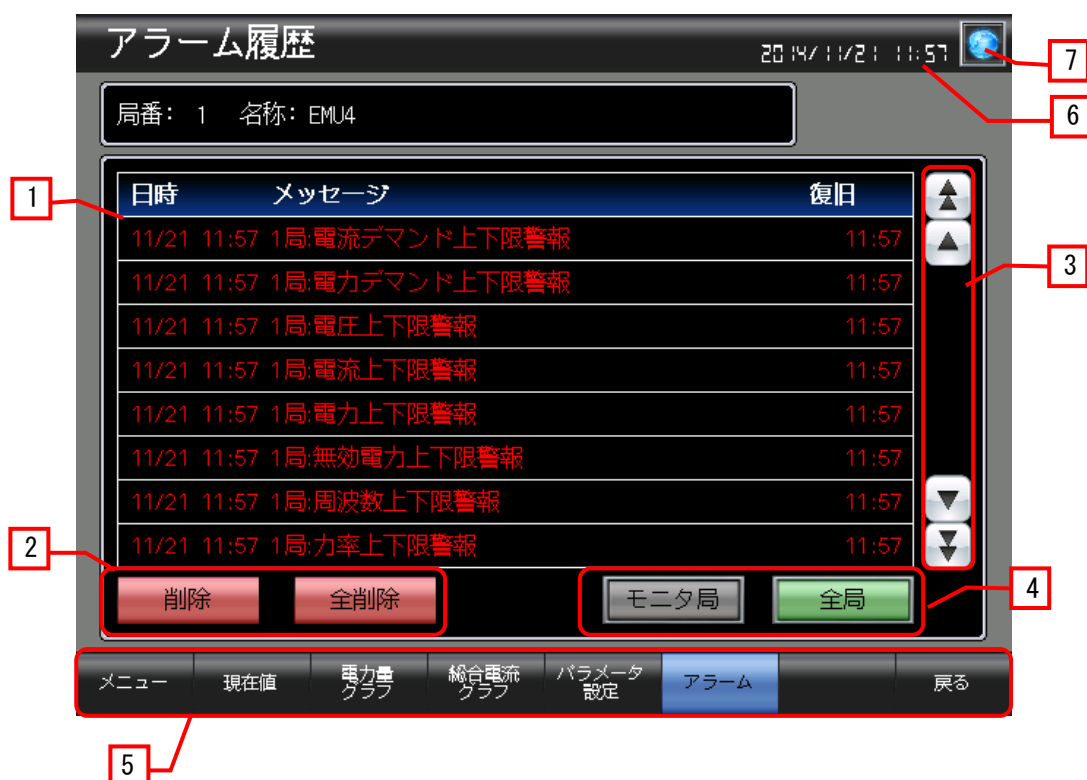 アラーム履歴
2014/11/21 11:57
7
6
局番: 1 名称: EMU4
1
日時 メッセージ 復旧
11/21 11:57 1局:電流デマンド上下限警報 11:57
11/21 11:57 1局:電力デマンド上下限警報 11:57
3
11/21 11:57 1局:電圧上下限警報 11:57
11/21 11:57 1局:電流上下限警報 11:57
11/21 11:57 1局:電力上下限警報 11:57
11/21 11:57 1局:無効電力上下限警報 11:57
11/21 11:57 1局:周波数上下限警報 11:57
11/21 11:57 1局:力率上下限警報 11:57
2
削除 全削除 モニタ局 全局
4
メニュー 現在値 電力量グラフ 総合電流グラフ パラメータ設定 アラーム 戻る
5